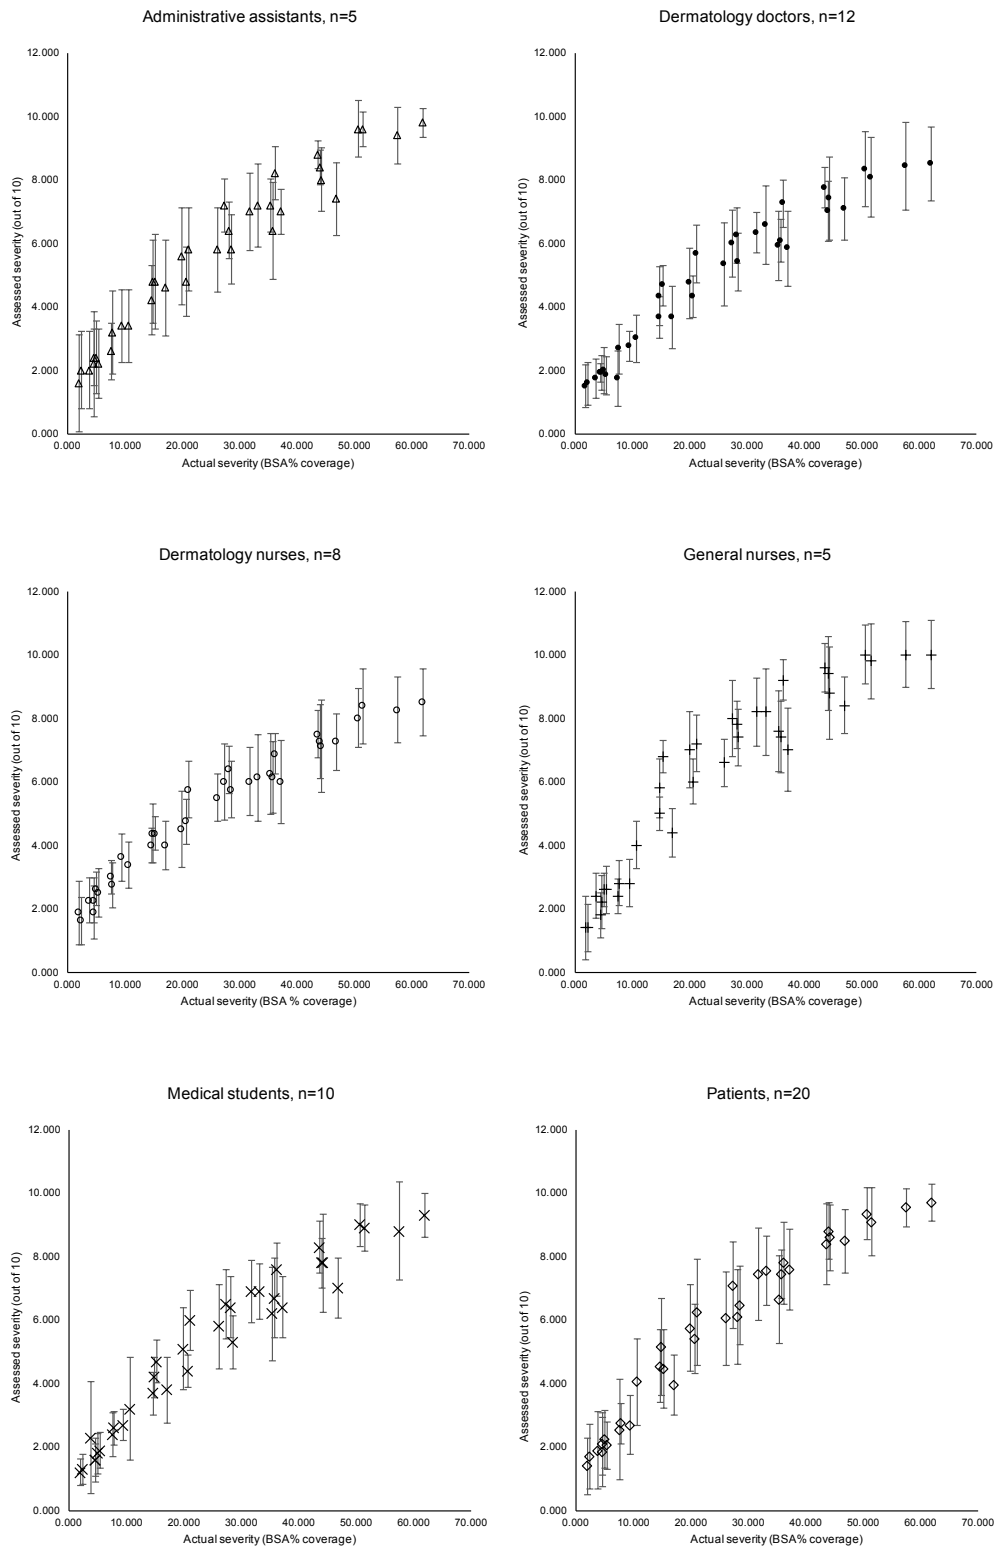 Administrative assistants, n=5
12.000
10.000
8.000
6.000
4.000
2.000
0.000
Assessed severity (out of 10)
0.000 10.000 20.000 30.000 40.000 50.000 60.000 70.000
Actual severity (BSA% coverage)
Dermatology doctors, n=12
12.000
10.000
8.000
6.000
4.000
2.000
0.000
Assessed severity (out of 10)
0.000 10.000 20.000 30.000 40.000 50.000 60.000 70.000
Actual severity (BSA% coverage)
Dermatology nurses, n=8
12.000
10.000
8.000
6.000
4.000
2.000
0.000
Assessed severity (out of 10)
0.000 10.000 20.000 30.000 40.000 50.000 60.000 70.000
Actual severity (BSA % coverage)
General nurses, n=5
12.000
10.000
8.000
6.000
4.000
2.000
0.000
Assessed severity (out of 10)
0.000 10.000 20.000 30.000 40.000 50.000 60.000 70.000
Actual severity (BSA% coverage)
Medical students, n=10
12.000
10.000
8.000
6.000
4.000
2.000
0.000
Assessed severity (out of 10)
0.000 10.000 20.000 30.000 40.000 50.000 60.000 70.000
Actual severity (BSA% coverage)
Patients, n=20
12.000
10.000
8.000
6.000
4.000
2.000
0.000
Assessed severity (out of 10)
0.000 10.000 20.000 30.000 40.000 50.000 60.000 70.000
Actual severity (BSA% coverage)